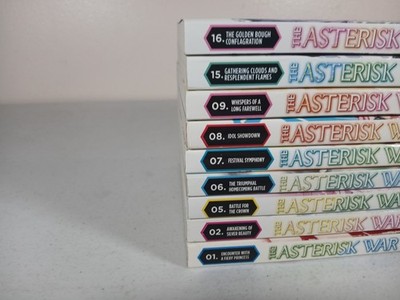 16. THE GOLDEN BOUGH
CONFLAGRATION
THE ASTERISK
15. GATHERING CLOUDS AND
RESPLENDENT FLAMES
THE ASTERISK
09. WHISPERS OF A
LONG FAREWELL
THE ASTERISK W
08. IDOL SHOWDOWN
THE ASTERISK WA
07. FESTIVAL SYMPHONY
THE ASTERISK WA
06. THE TRIUMPHAL
HOMECOMING BATTLE
THE ASTERISK WA
05. BATTLE FOR
THE CROWN
THE ASTERISK WA
02. AWAKENING OF
SILVER BEAUTY
THE ASTERISK WAR
01. ENCOUNTER WITH
A FIERY PRINCESS
THE ASTERISK WAR